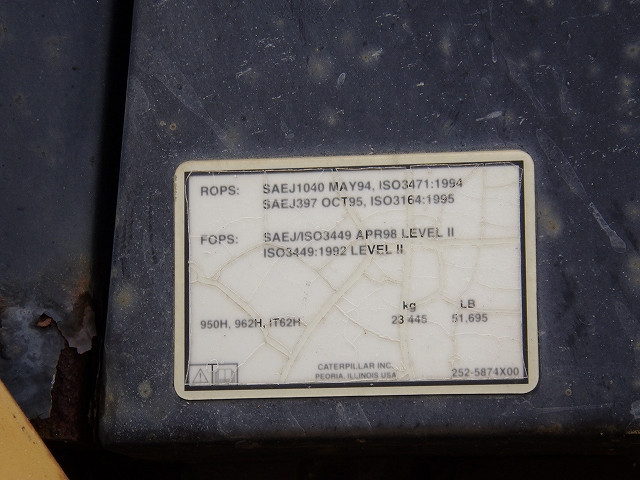 ROPS: SAEJ1040 MAY94, ISO3471:1994
SAEJ397 OCT95, ISO3164:1995
FOPS: SAEJ/ISO3449 APR98 LEVEL II
ISO3449:1992 LEVEL II
kg LB
950H, 962H, IT62H 23 445 51,695
CATERPILLAR INC.
PEORIA, ILLINOIS USA
252-5874X00